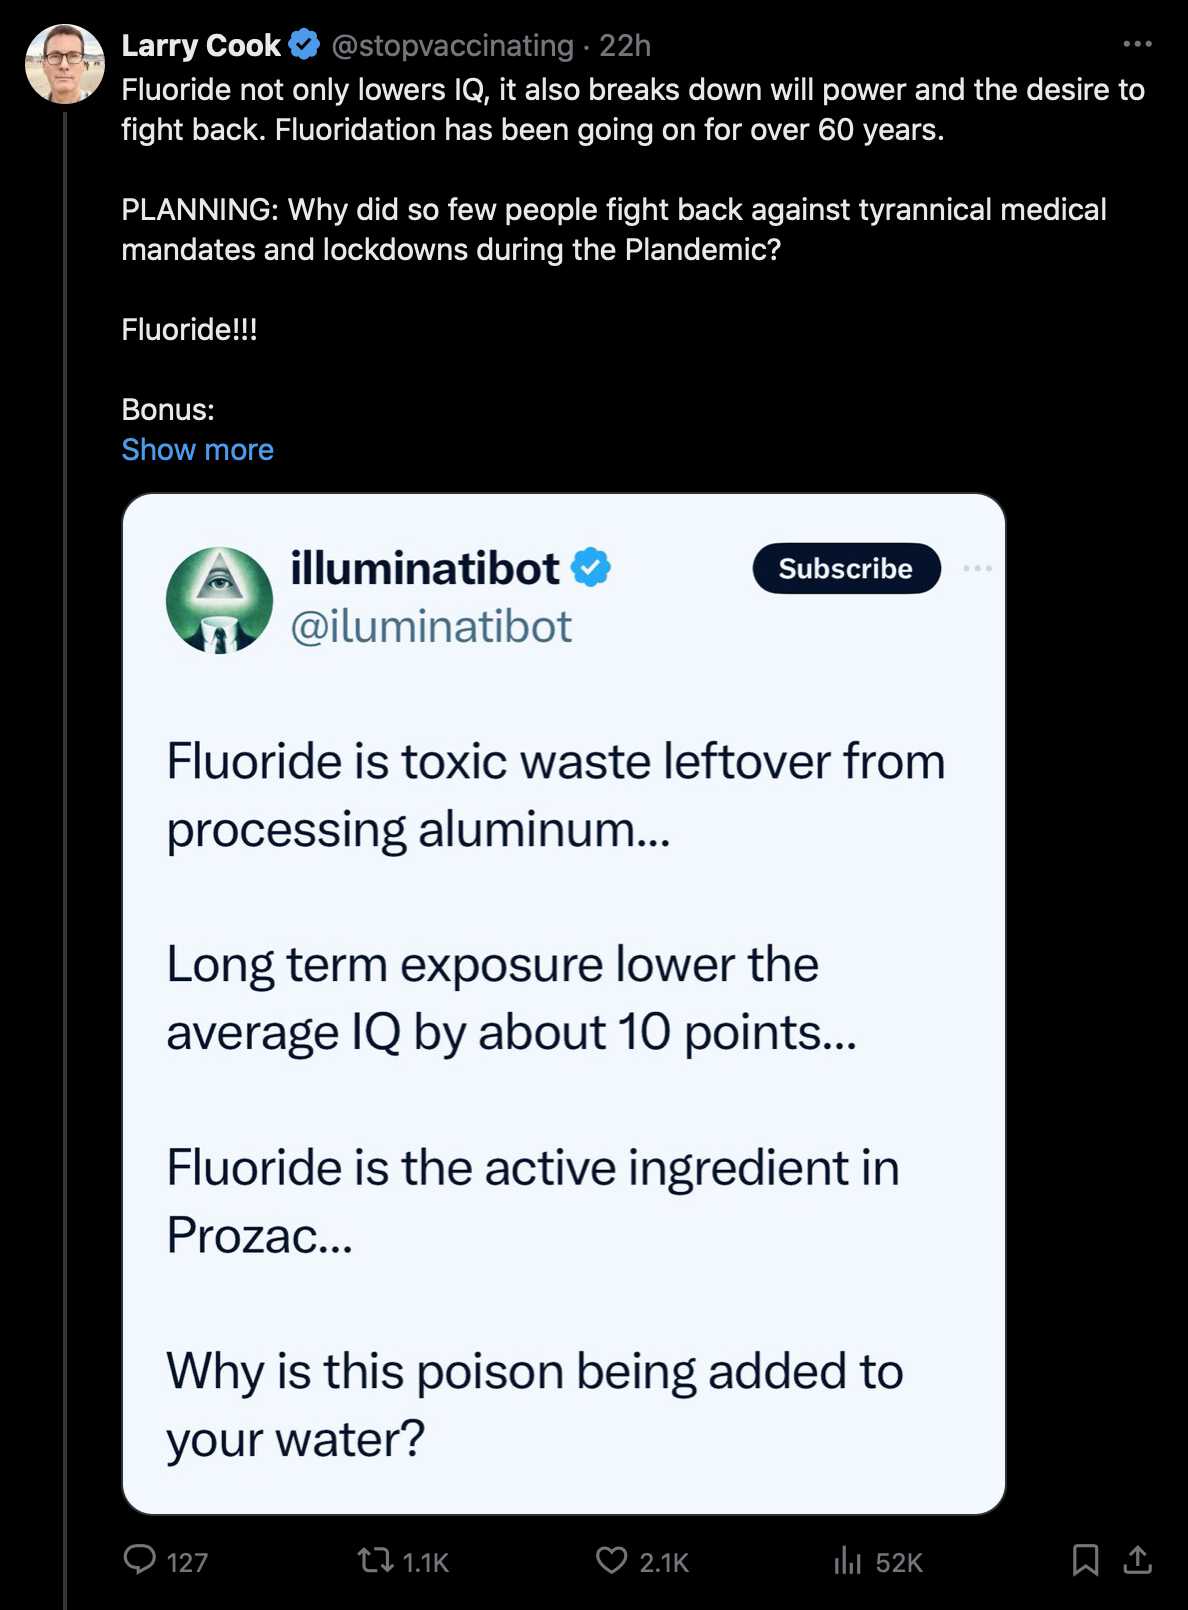 Larry Cook @stopvaccinating · 22h
Fluoride not only lowers IQ, it also breaks down will power and the desire to
fight back. Fluoridation has been going on for over 60 years.
PLANNING: Why did so few people fight back against tyrannical medical
mandates and lockdowns during the Plandemic?
Fluoride!!!
Bonus:
Show more
illuminatibot
Subscribe
@iluminatibot
Fluoride is toxic waste leftover from
processing aluminum...
Long term exposure lower the
average IQ by about 10 points...
Fluoride is the active ingredient in
Prozac...
Why is this poison being added to
your water?
127 1.1K 2.1K 52K